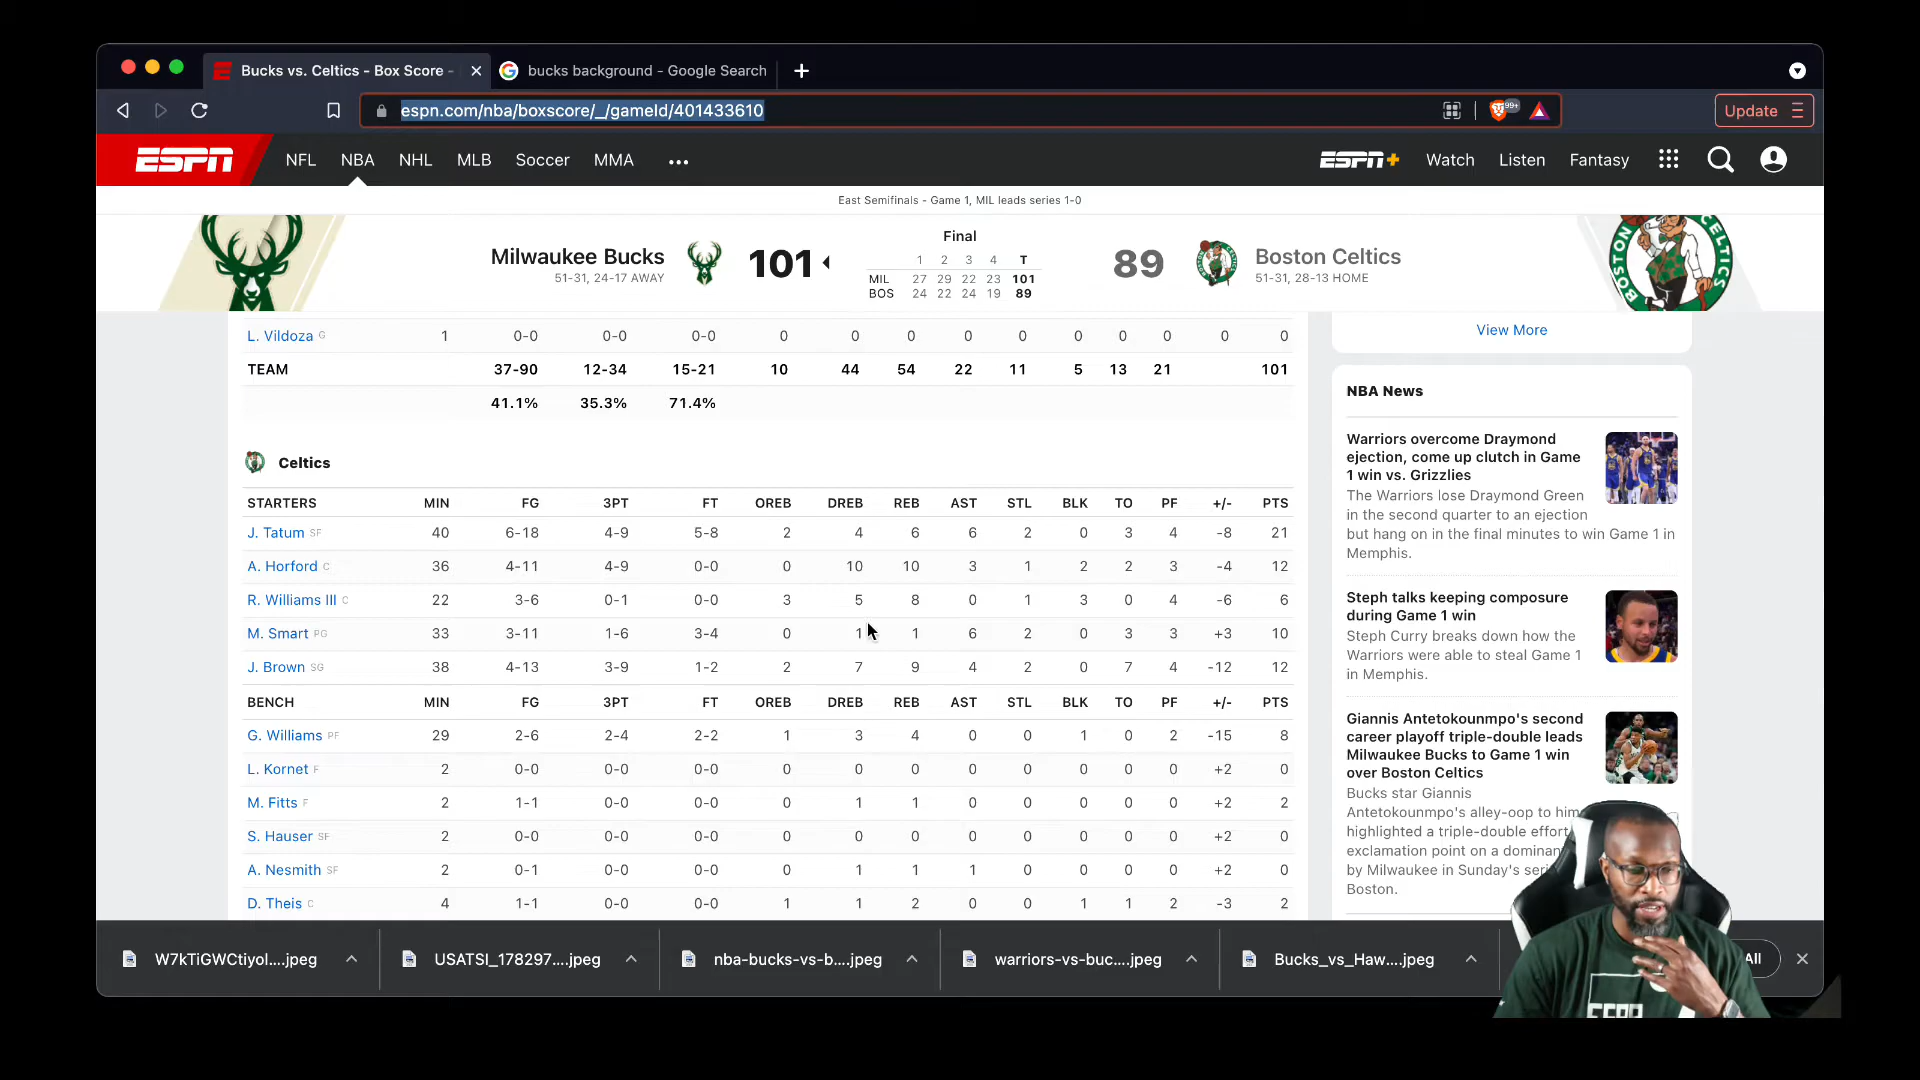 Bucks vs. Celtics - Box Score -
bucks background - Google Search
espn.com/nba/boxscore/_/gameId/401433610
99+
Update
ESPN NFL NBA NHL MLB Soccer MMA ••• ESPN+ Watch Listen Fantasy
East Semifinals - Game 1, MIL leads series 1-0
Milwaukee Bucks
51-31, 24-17 AWAY
101
Final
1 2 3 4 T
MIL 27 29 22 23 101
BOS 24 22 24 19 89
89
Boston Celtics
51-31, 28-13 HOME
BOSTON CELTICS
L. Vildoza G 1 0-0 0-0 0-0 0 0 0 0 0 0 0 0 0 0
TEAM 37-90 12-34 15-21 10 44 54 22 11 5 13 21 101
41.1% 35.3% 71.4%
Celtics
STARTERS MIN FG 3PT FT OREB DREB REB AST STL BLK TO PF +/- PTS
J. Tatum SF 40 6-18 4-9 5-8 2 4 6 6 2 0 3 4 -8 21
A. Horford C 36 4-11 4-9 0-0 0 10 10 3 1 2 2 3 -4 12
R. Williams III C 22 3-6 0-1 0-0 3 5 8 0 1 3 0 4 -6 6
M. Smart PG 33 3-11 1-6 3-4 0 1 1 6 2 0 3 3 +3 10
J. Brown SG 38 4-13 3-9 1-2 2 7 9 4 2 0 7 4 -12 12
BENCH MIN FG 3PT FT OREB DREB REB AST STL BLK TO PF +/- PTS
G. Williams PF 29 2-6 2-4 2-2 1 3 4 0 0 1 0 2 -15 8
L. Kornet F 2 0-0 0-0 0-0 0 0 0 0 0 0 0 0 +2 0
M. Fitts F 2 1-1 0-0 0-0 0 1 1 0 0 0 0 0 +2 2
S. Hauser SF 2 0-0 0-0 0-0 0 0 0 0 0 0 0 0 +2 0
A. Nesmith SF 2 0-1 0-0 0-0 0 1 1 1 0 0 0 0 +2 0
D. Theis C 4 1-1 0-0 0-0 1 1 2 0 0 1 1 2 -3 2
View More
NBA News
Warriors overcome Draymond
ejection, come up clutch in Game
1 win vs. Grizzlies
The Warriors lose Draymond Green
in the second quarter to an ejection
but hang on in the final minutes to win Game 1 in
Memphis.
Steph talks keeping composure
during Game 1 win
Steph Curry breaks down how the
Warriors were able to steal Game 1
in Memphis.
Giannis Antetokounmpo's second
career playoff triple-double leads
Milwaukee Bucks to Game 1 win
over Boston Celtics
Bucks star Giannis
Antetokounmpo's alley-oop to him
highlighted a triple-double effort
exclamation point on a dominan
by Milwaukee in Sunday's ser
Boston.
W7kTiGWCtiyol....jpeg
USATSI_178297....jpeg
nba-bucks-vs-b....jpeg
warriors-vs-buc....jpeg
Bucks_vs_Haw....jpeg
All